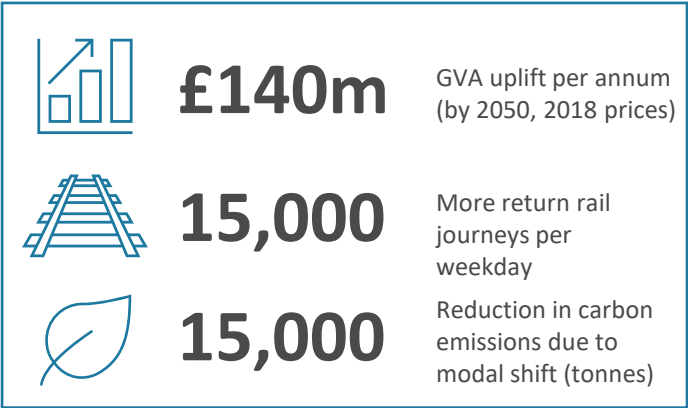 £140m
GVA uplift per annum
(by 2050, 2018 prices)
15,000
More return rail
journeys per
weekday
15,000
Reduction in carbon
emissions due to
modal shift (tonnes)